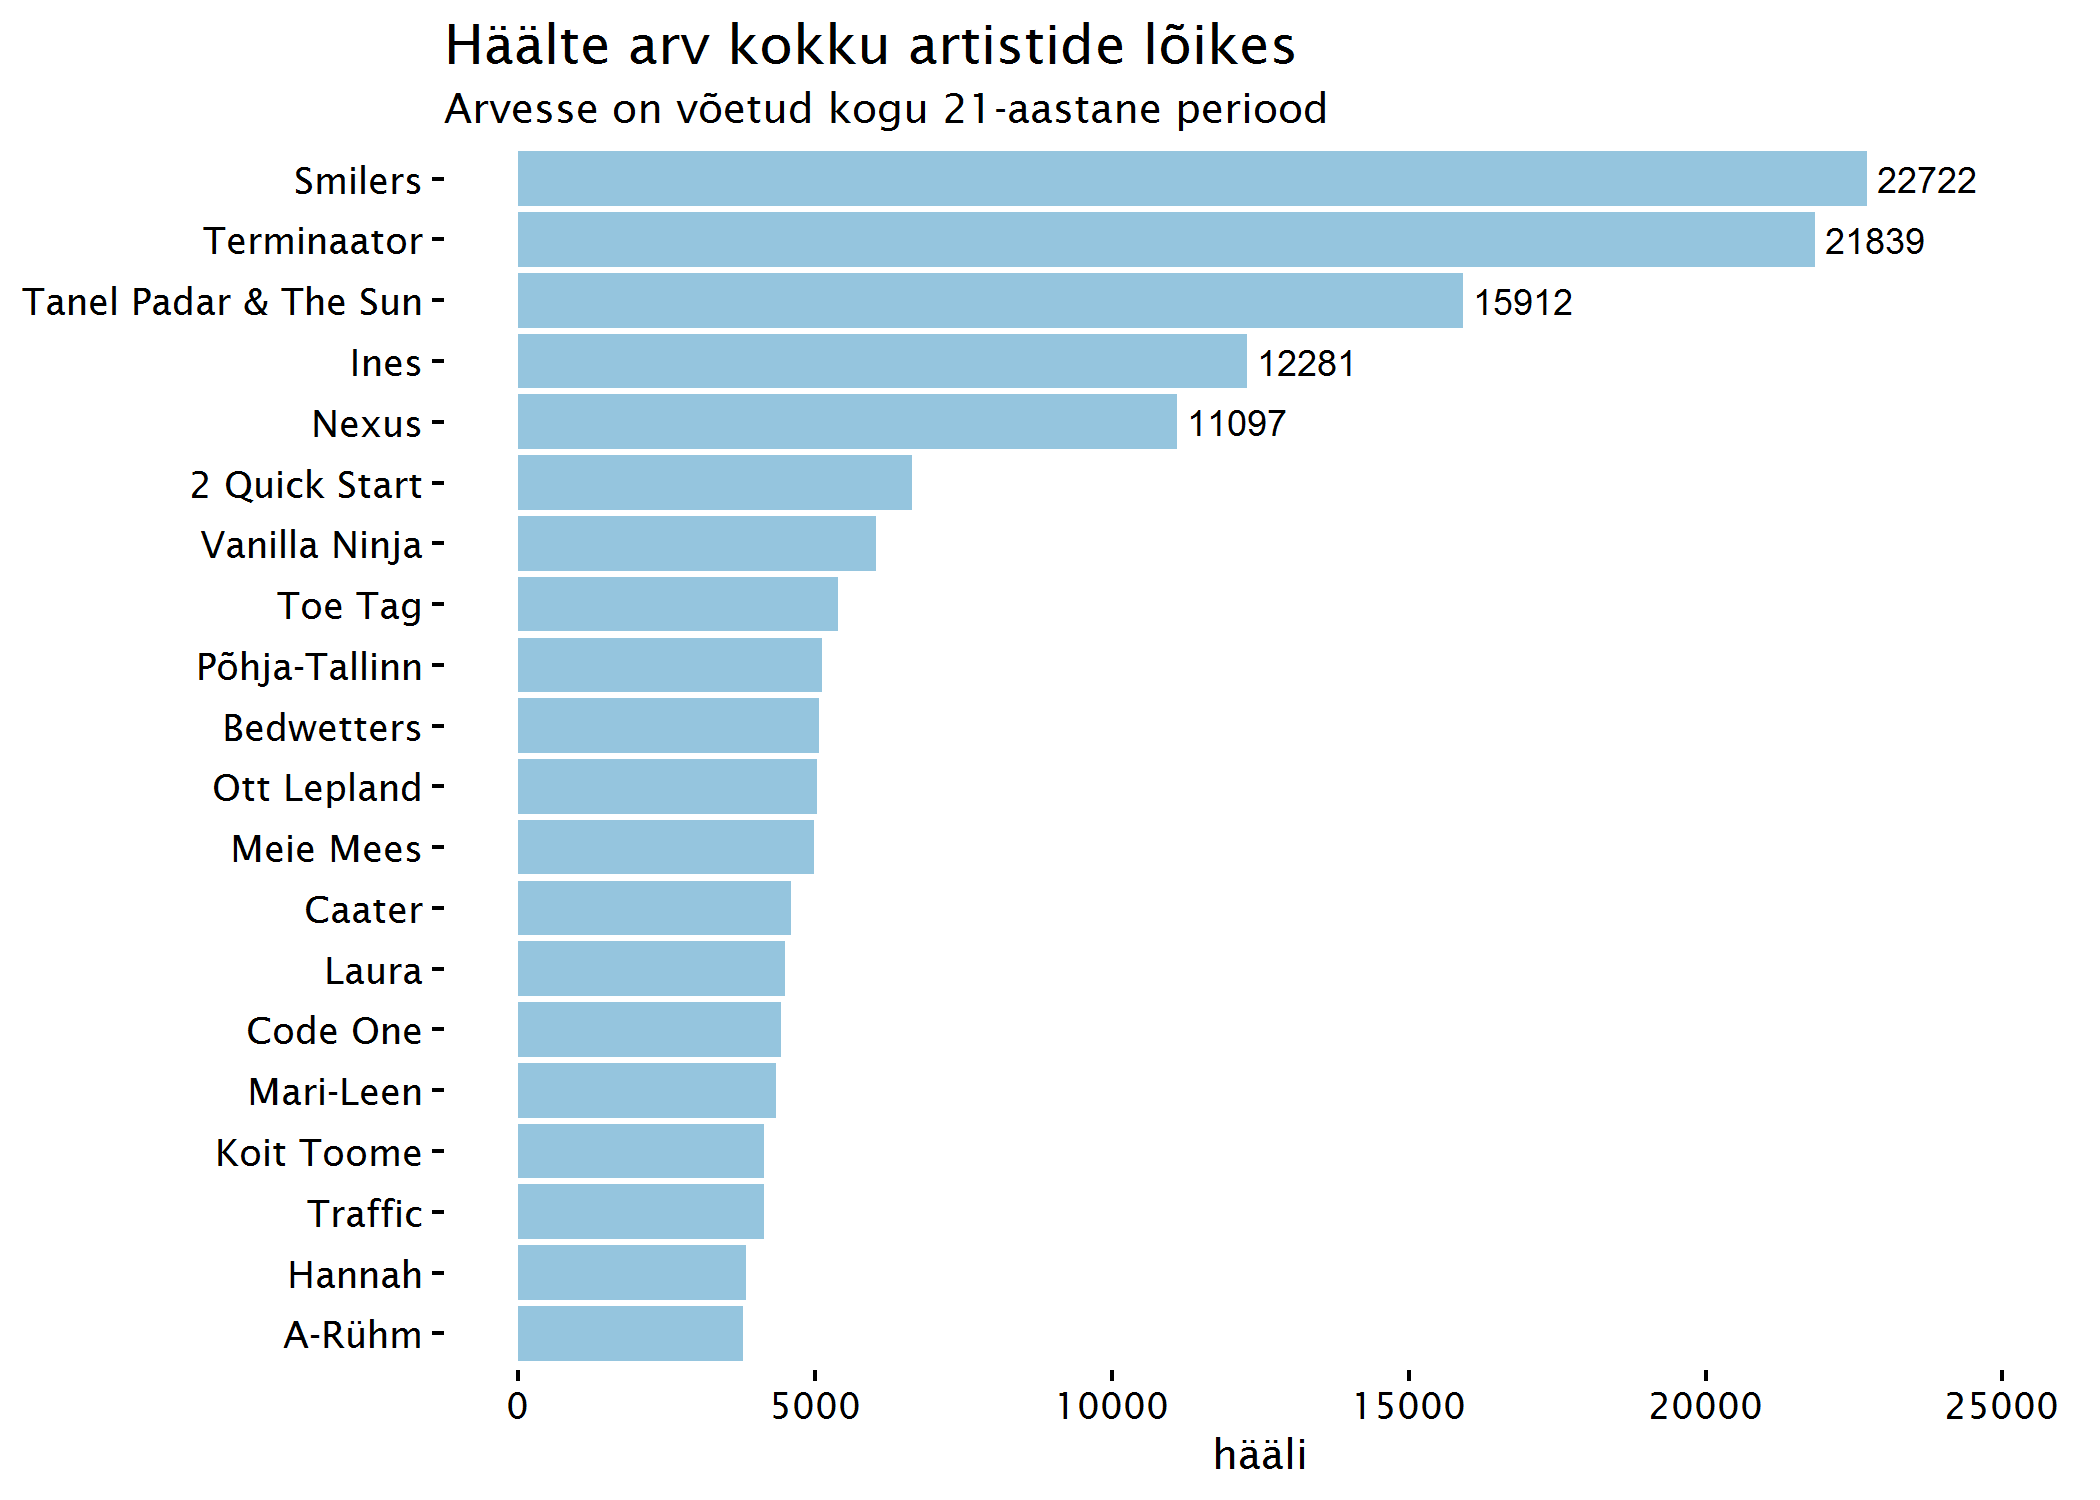 Häälte arv kokku artistide lõikes
Arvesse on võetud kogu 21-aastane periood
Smilers 22722
Terminaator 21839
Tanel Padar & The Sun 15912
Ines 12281
Nexus 11097
2 Quick Start
Vanilla Ninja
Toe Tag
Põhja-Tallinn
Bedwetters
Ott Lepland
Meie Mees
Caater
Laura
Code One
Mari-Leen
Koit Toome
Traffic
Hannah
A-Rühm
0 5000 10000 15000 20000 25000
hääli